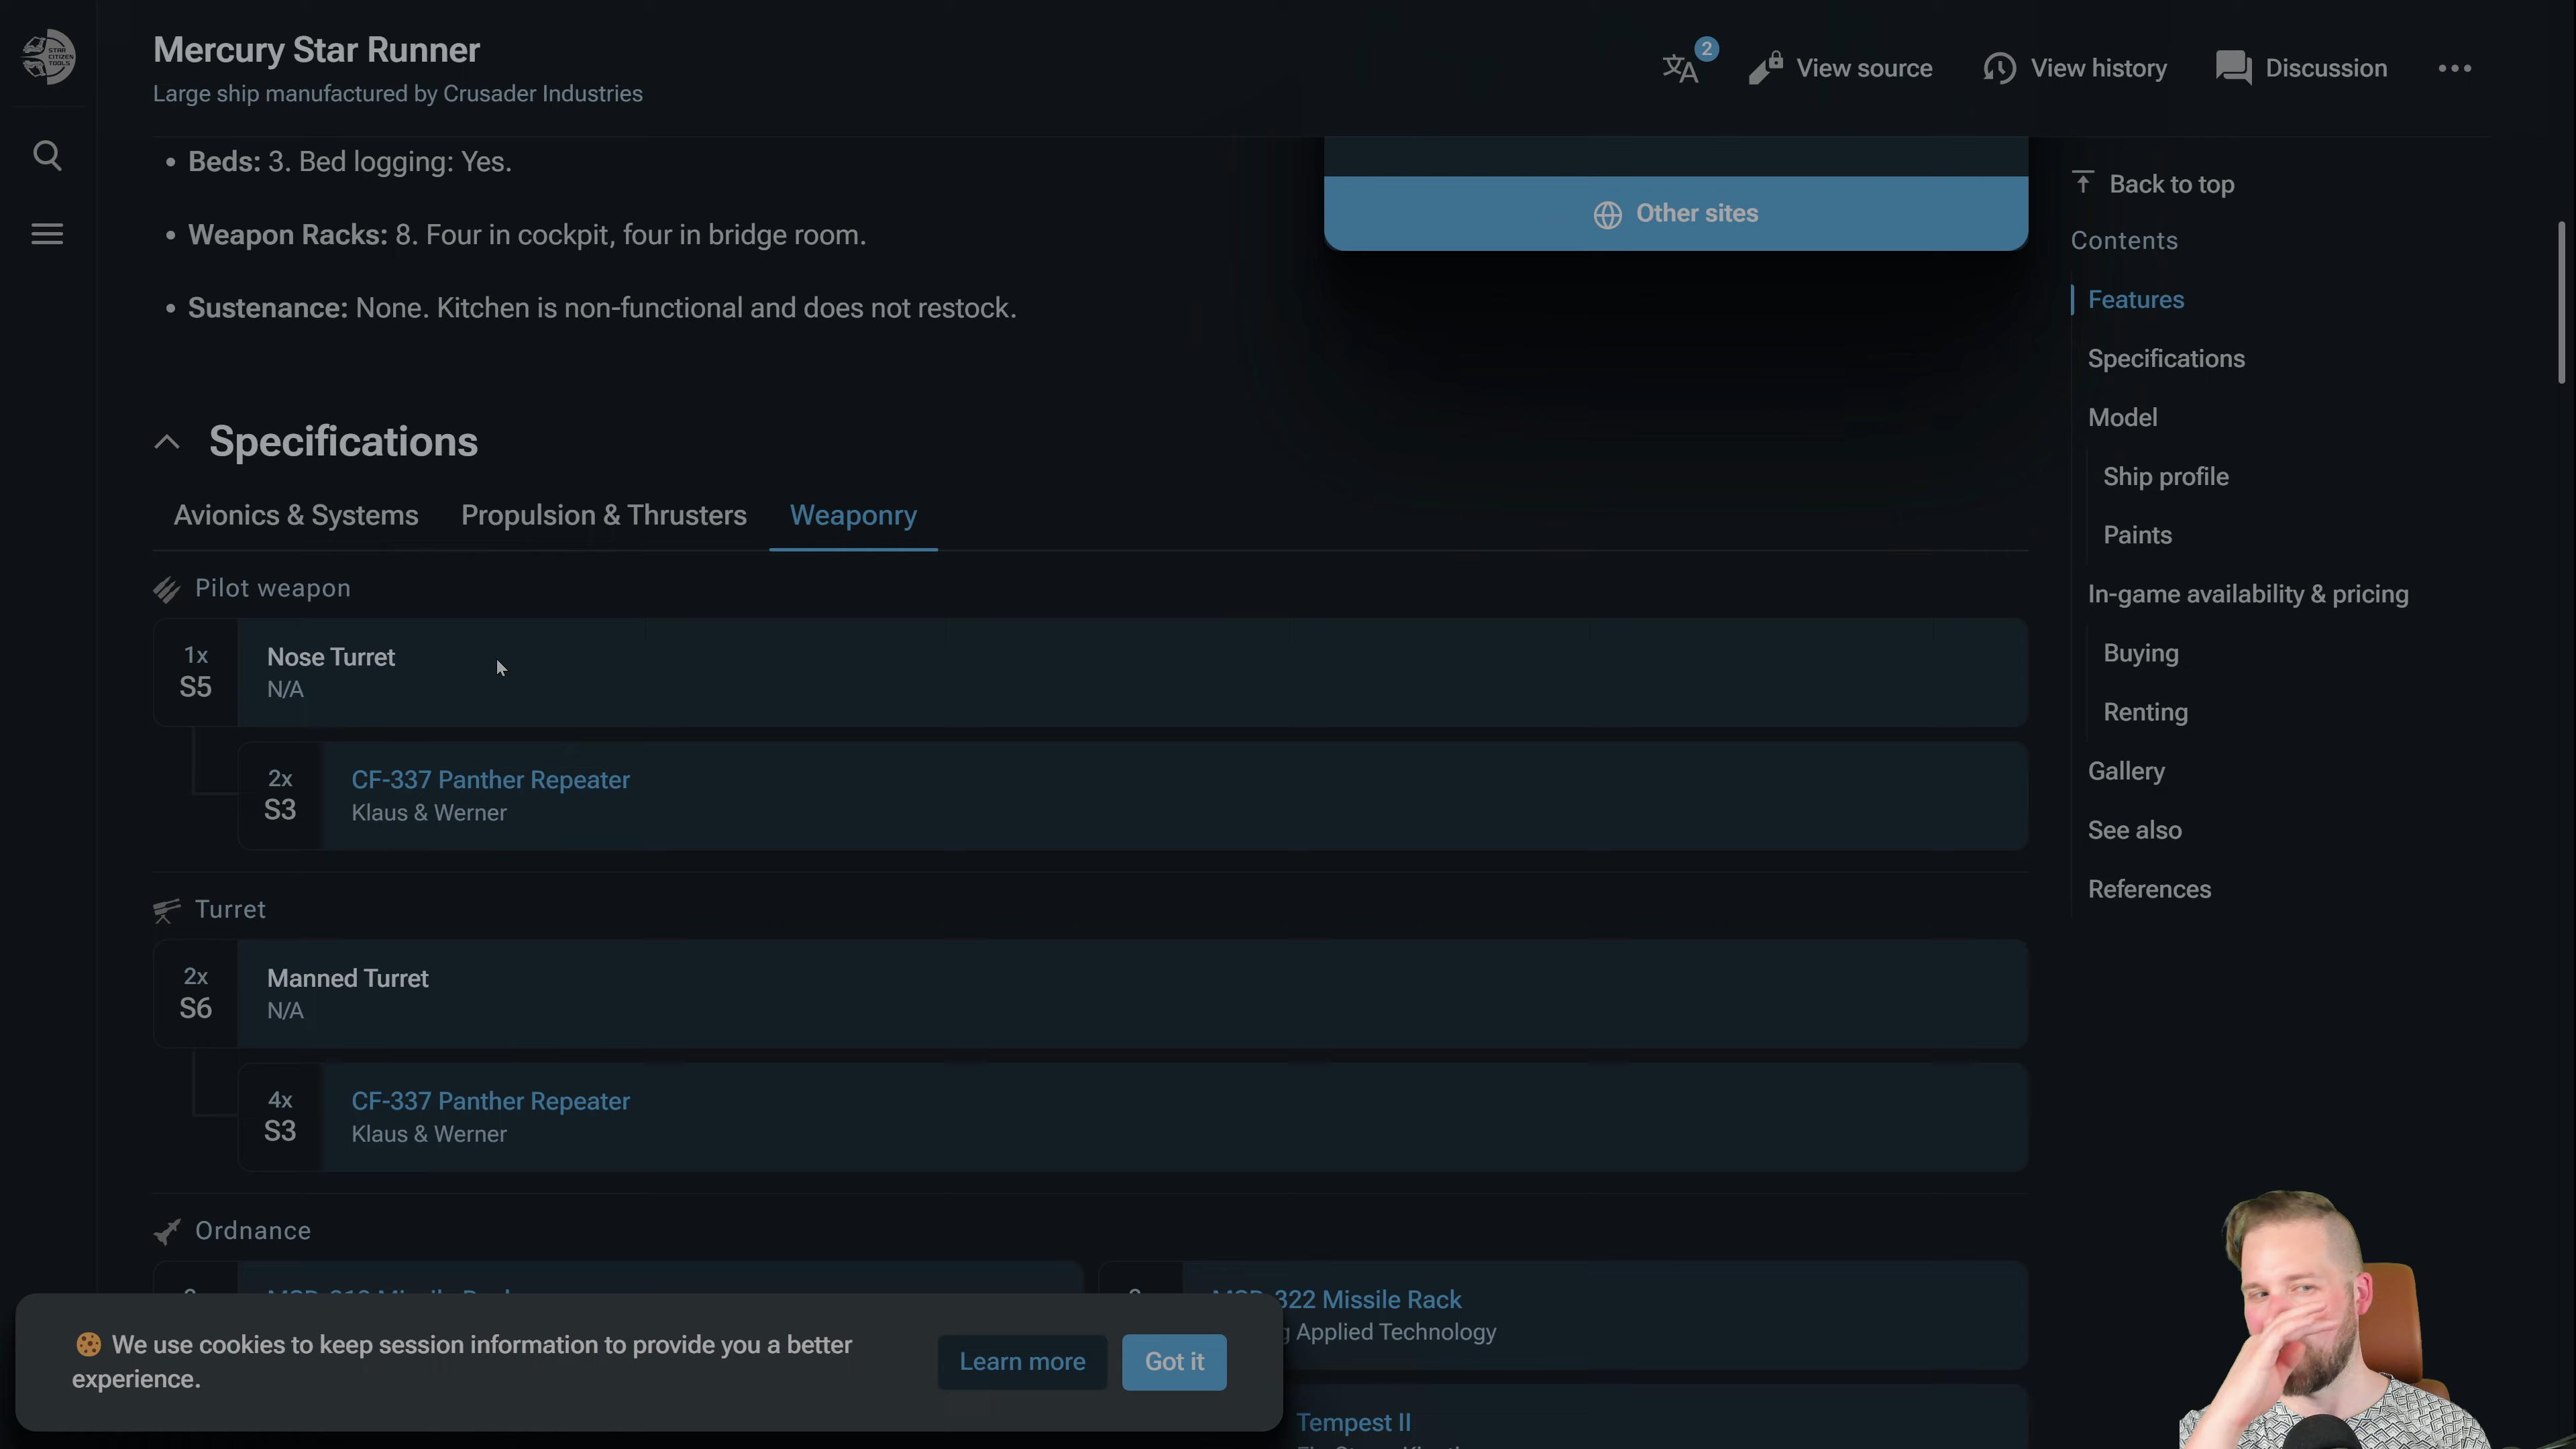 STAR
CITIZEN
TOOLS
Mercury Star Runner
Large ship manufactured by Crusader Industries
2
View source
View history
Discussion
• Beds: 3. Bed logging: Yes.
• Weapon Racks: 8. Four in cockpit, four in bridge room.
• Sustenance: None. Kitchen is non-functional and does not restock.
Other sites
Back to top
Contents
Features
Specifications
Model
Ship profile
Paints
In-game availability & pricing
Buying
Renting
Gallery
See also
References
Specifications
Avionics & Systems Propulsion & Thrusters Weaponry
Pilot weapon
1x
S5
Nose Turret
N/A
2x
S3
CF-337 Panther Repeater
Klaus & Werner
Turret
2x
S6
Manned Turret
N/A
4x
S3
CF-337 Panther Repeater
Klaus & Werner
Ordnance
322 Missile Rack
Applied Technology
Tempest II
We use cookies to keep session information to provide you a better
experience.
Learn more
Got it